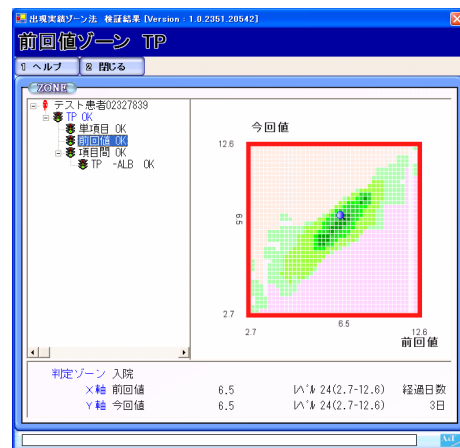 出現実績ゾーン法 検証結果 [Version : 1.0.2351.20542]
前回値ゾーン TP
1 ヘルプ 8 閉じる
ZONE図
テスト患者02327839
TP OK
単項目 OK
前回値 OK
項目間 OK
TP -ALB OK
今回値
12.6
6.5
2.7
2.7 6.5 12.6
前回値
判定ゾーン 入院
X軸 前回値 6.5 レベル 24(2.7-12.6) 経過日数
Y軸 今回値 6.5 レベル 24(2.7-12.6) 3日
A&T